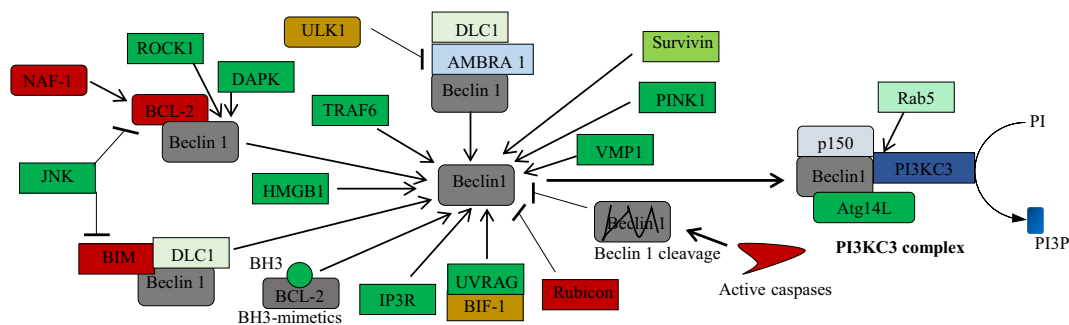 ULK1
DLC1
AMBRA 1
Beclin 1
ROCK1
DAPK
NAF-1
BCL-2
Beclin 1
Survivin
PINK1
VMP1
TRAF6
HMGB1
Beclin1
JNK
BIM
DLC1
Beclin 1
BH3
BCL-2
BH3-mimetics
IP3R
UVRAG
BIF-1
Rubicon
Beclin 1
Beclin 1 cleavage
Active caspases
Rab5
p150
Beclin1
PI3KC3
Atg14L
PI3KC3 complex
PI
PI3P